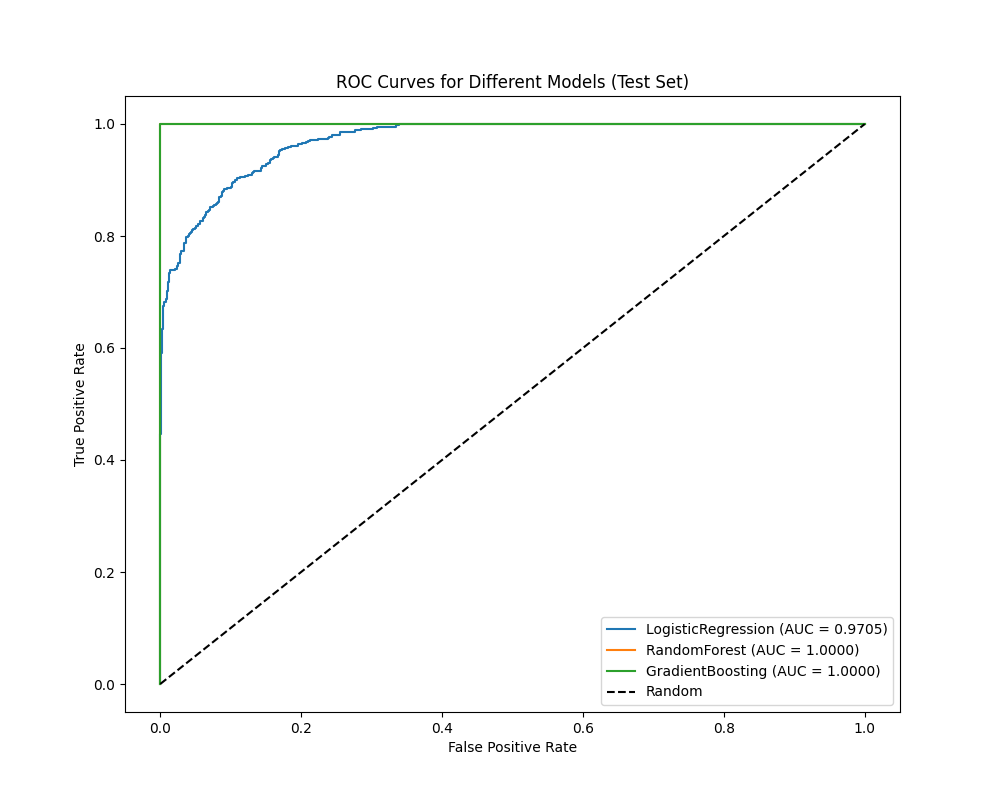 ROC Curves for Different Models (Test Set)
True Positive Rate
1.0
0.8
0.6
0.4
0.2
0.0
0.0 0.2 0.4 0.6 0.8 1.0
False Positive Rate
LogisticRegression (AUC = 0.9705)
RandomForest (AUC = 1.0000)
GradientBoosting (AUC = 1.0000)
Random